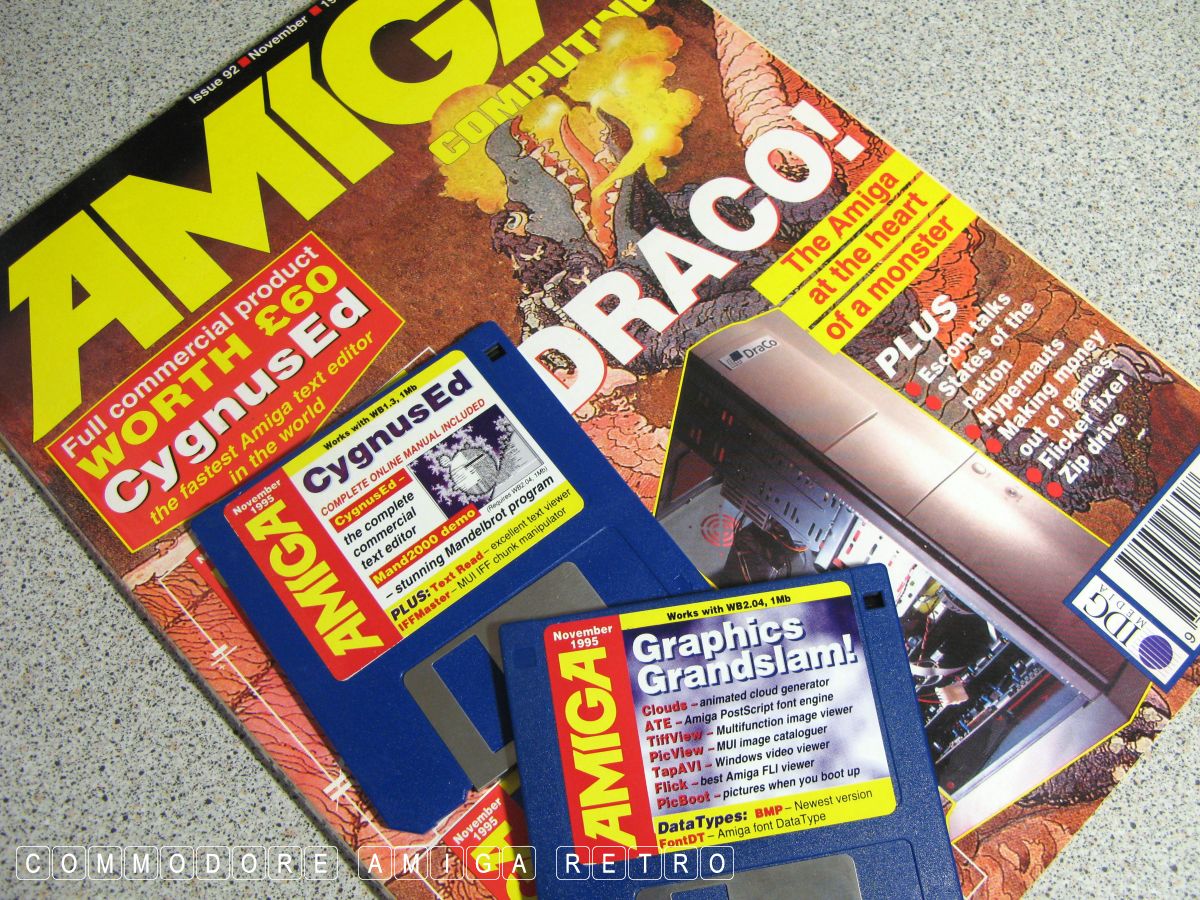 Issue 92 ■ November ■ 19
AMIGA
COMPUTING
DRACO!
The Amiga
at the heart
of a monster
PLUS
● Escom talks
● States of the
nation
● Hypernauts
● Making money
out of games
● Flicker fixer
● Zip drive
Full commercial product
WORTH £60
CygnusEd
the fastest Amiga text editor
in the world
DraCo
IDG
MEDIA
6
November
1995
AMIGA
Works with WB1.3, 1Mb
CygnusEd
COMPLETE ONLINE MANUAL INCLUDED
CygnusEd –
the complete
commercial
text editor
(Requires WB2.04, 1Mb)
Mand2000 demo
– stunning Mandelbrot program
PLUS: Text Read – excellent text viewer
IFFMaster – MUI IFF chunk manipulator
November
1995
AMIGA
Works with WB2.04, 1Mb
Graphics
Grandslam!
Clouds – animated cloud generator
ATE – Amiga PostScript font engine
TiffView – Multifunction image viewer
PicView – MUI image cataloguer
TapAVI – Windows video viewer
Flick – best Amiga FLI viewer
PicBoot – pictures when you boot up
DataTypes: BMP – Newest version
FontDT – Amiga font DataType
November
1995
COMMODORE AMIGA RETRO